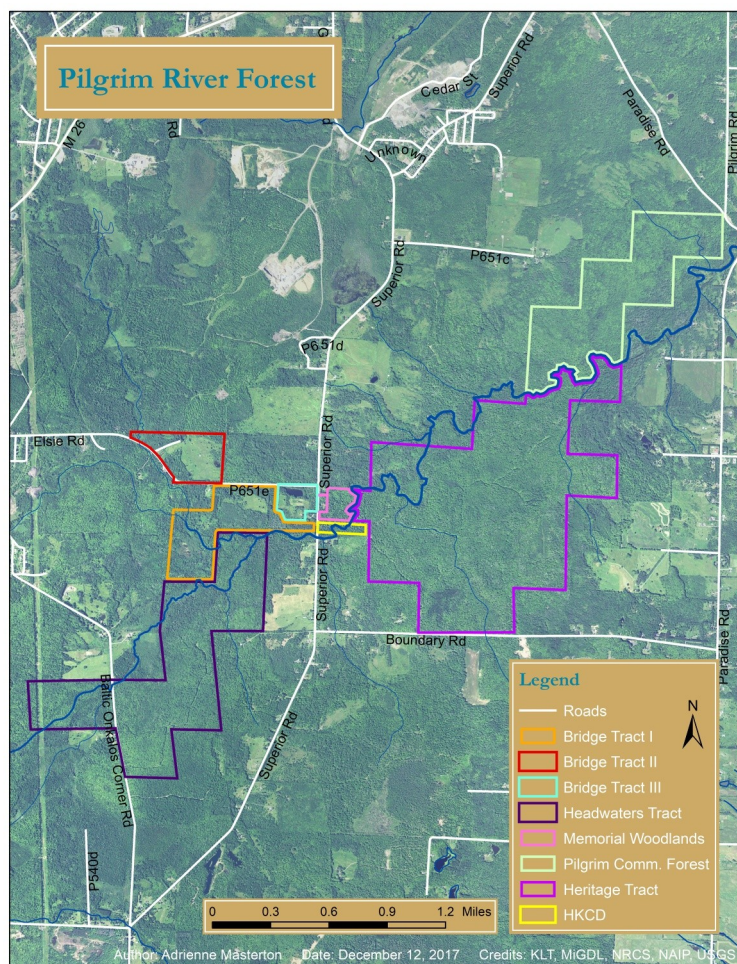 Pilgrim River Forest
M 26
Rd
G
d
Cedar St
Superior Rd
Unknown
Paradise Rd
Pilgrim Rd
Superior Rd
P651c
P651d
Elsie Rd
Superior Rd
P651e
Superior Rd
Boundary Rd
Paradise Rd
Baltic Onkalos Corner Rd
Superior Rd
P540d
Legend
N
Roads
Bridge Tract I
Bridge Tract II
Bridge Tract III
Headwaters Tract
Memorial Woodlands
Pilgrim Comm. Forest
Heritage Tract
HKCD
0 0.3 0.6 0.9 1.2 Miles
Author: Adrienne Masterton Date: December 12, 2017 Credits: KLT, MiGDL, NRCS, NAIP, USGS